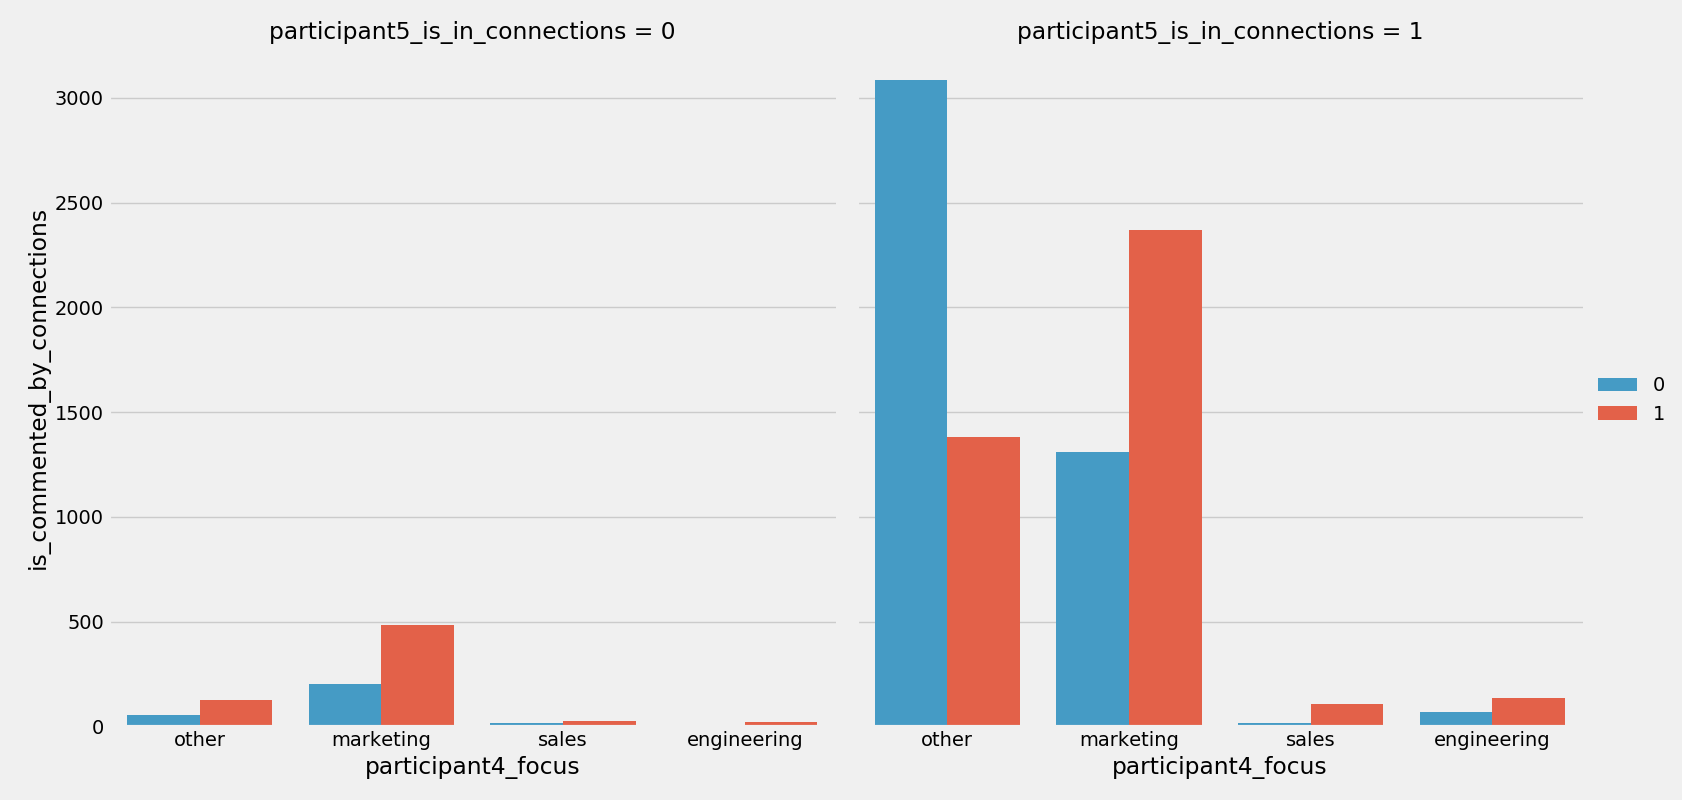 participant5_is_in_connections = 0
participant5_is_in_connections = 1
is_commented_by_connections
3000
2500
2000
1500
1000
500
0
other marketing sales engineering
participant4_focus
other marketing sales engineering
participant4_focus
0
1